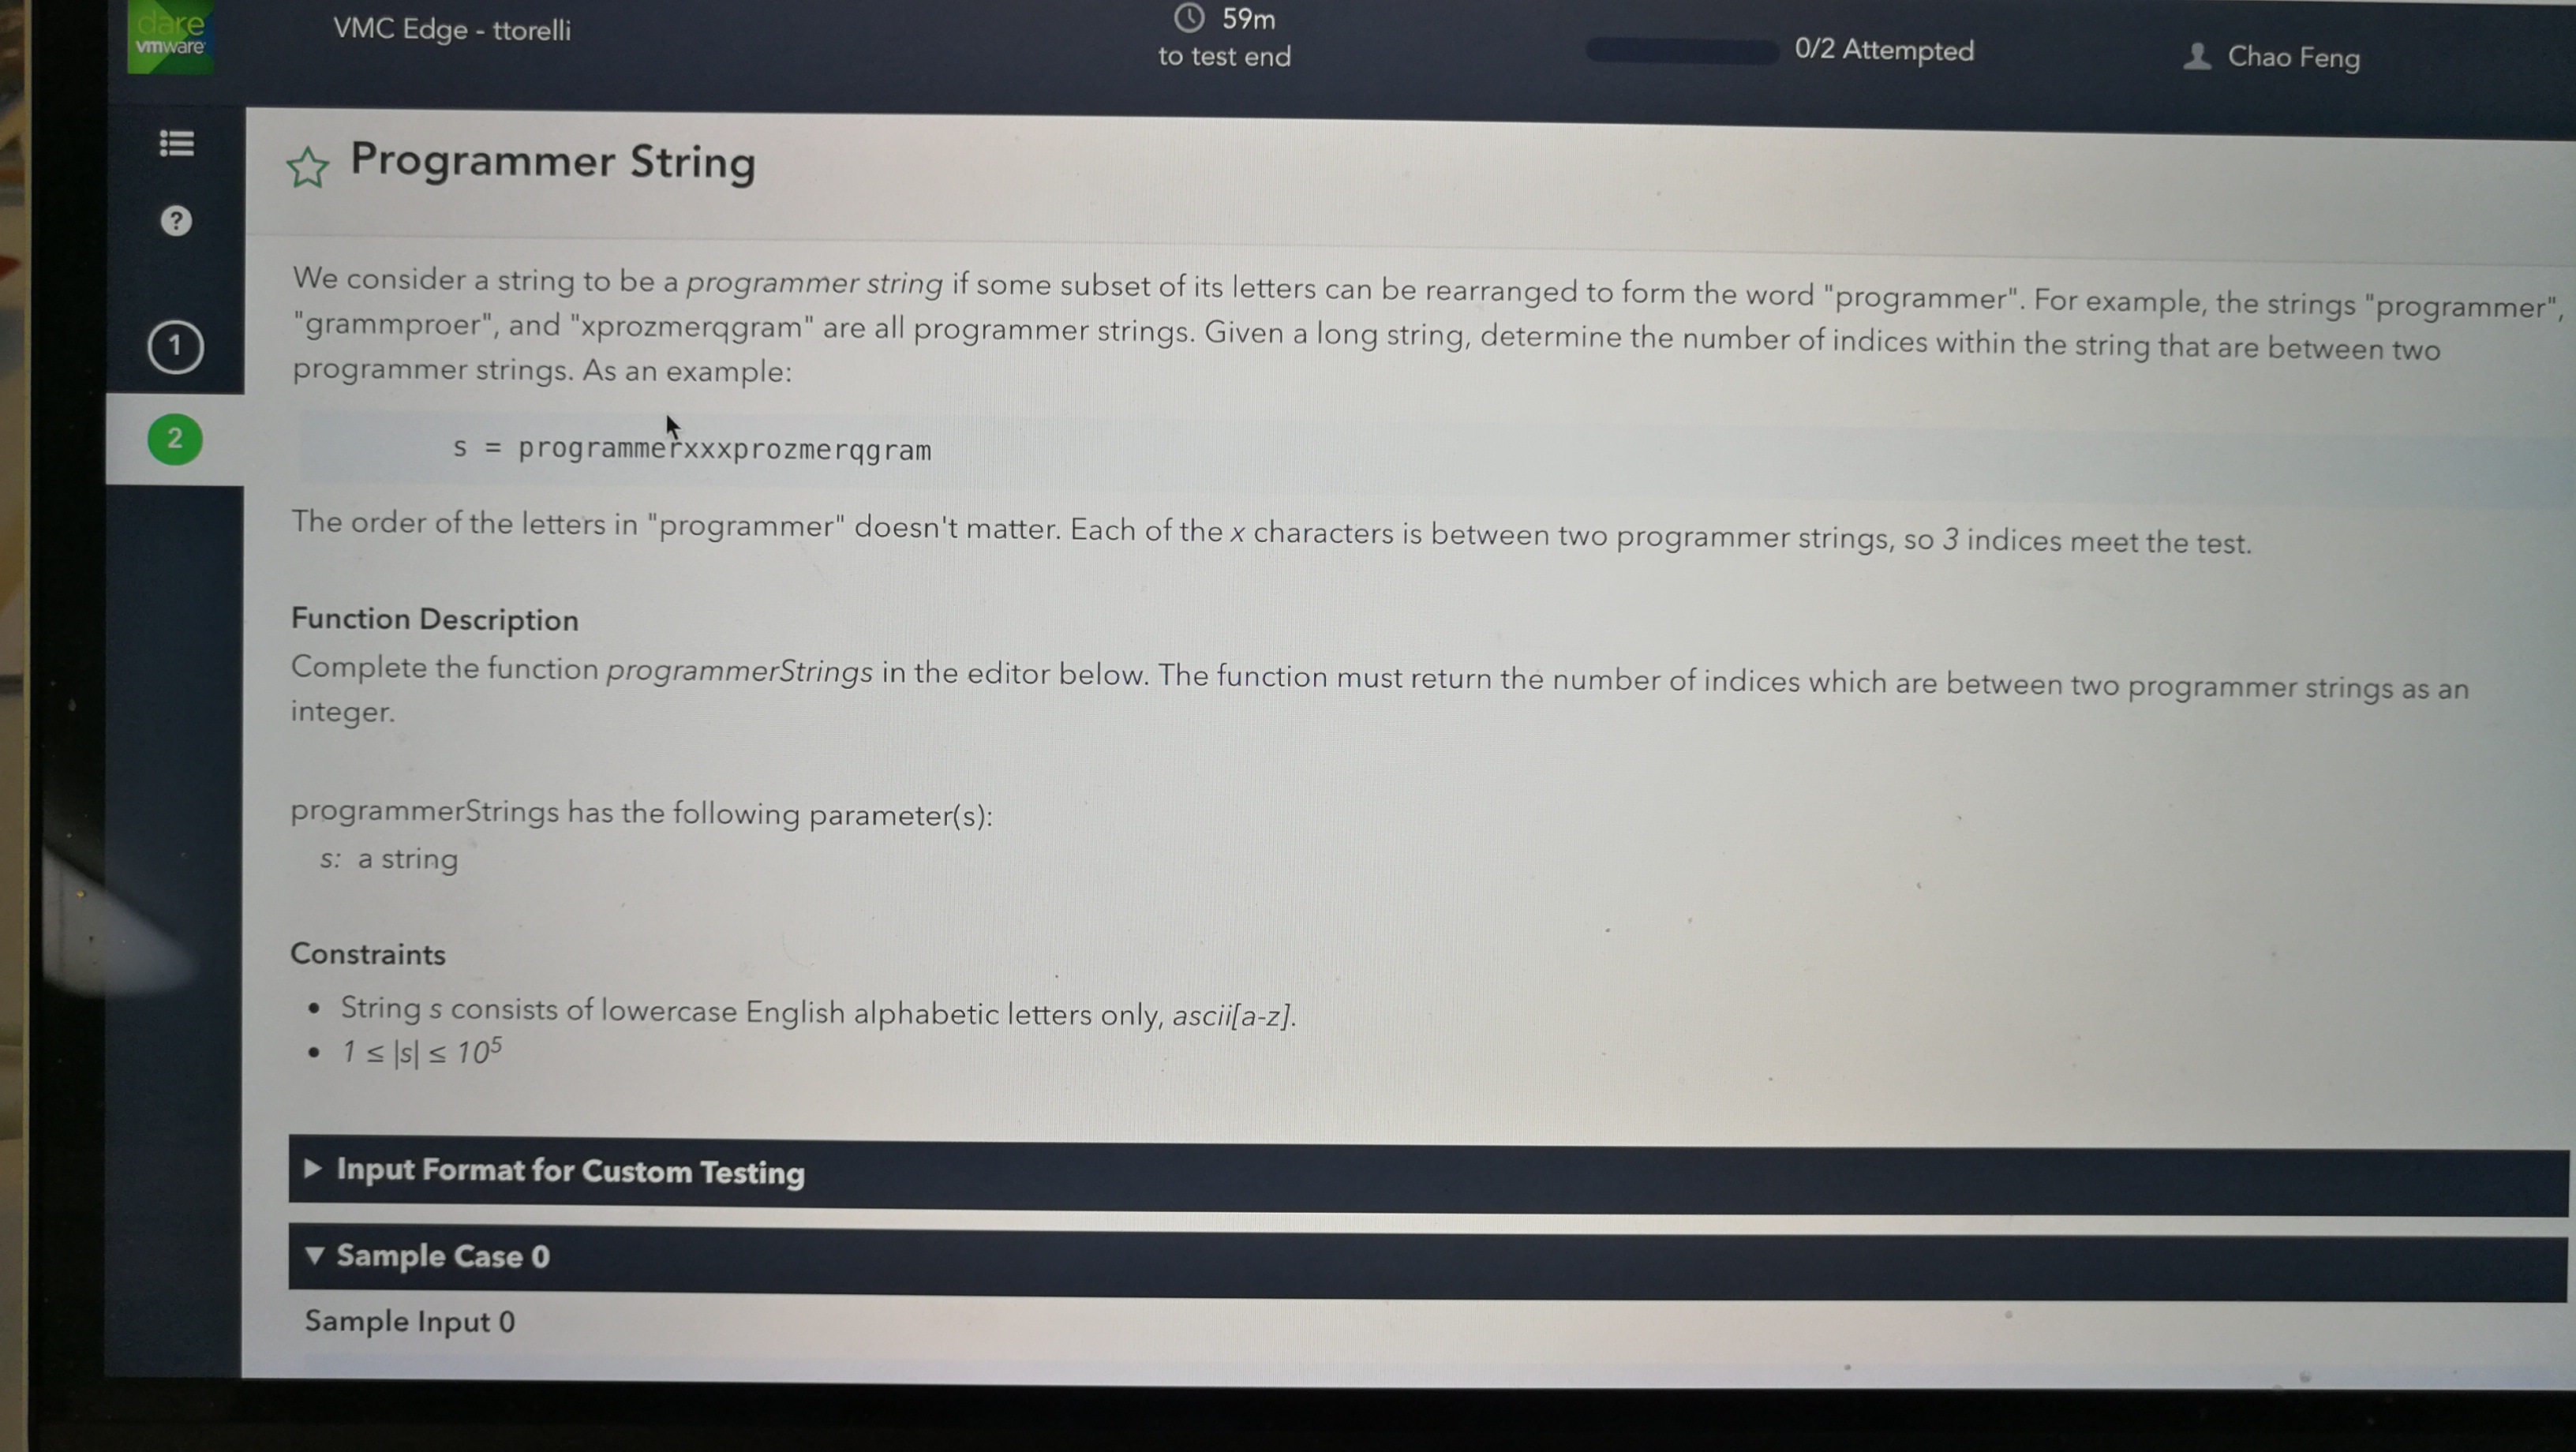 dare
vmware
VMC Edge - ttorelli
59m
to test end
0/2 Attempted
Chao Feng
?
1
2
Programmer String
We consider a string to be a programmer string if some subset of its letters can be rearranged to form the word "programmer". For example, the strings "programmer",
"grammproer", and "xprozmerqgram" are all programmer strings. Given a long string, determine the number of indices within the string that are between two
programmer strings. As an example:
s = programmerxxxprozmerqgram
The order of the letters in "programmer" doesn't matter. Each of the x characters is between two programmer strings, so 3 indices meet the test.
Function Description
Complete the function programmerStrings in the editor below. The function must return the number of indices which are between two programmer strings as an
integer.
programmerStrings has the following parameter(s):
s: a string
Constraints
• String s consists of lowercase English alphabetic letters only, ascii[a-z].
• 1 ≤ |s| ≤ 10⁵
Input Format for Custom Testing
Sample Case 0
Sample Input 0